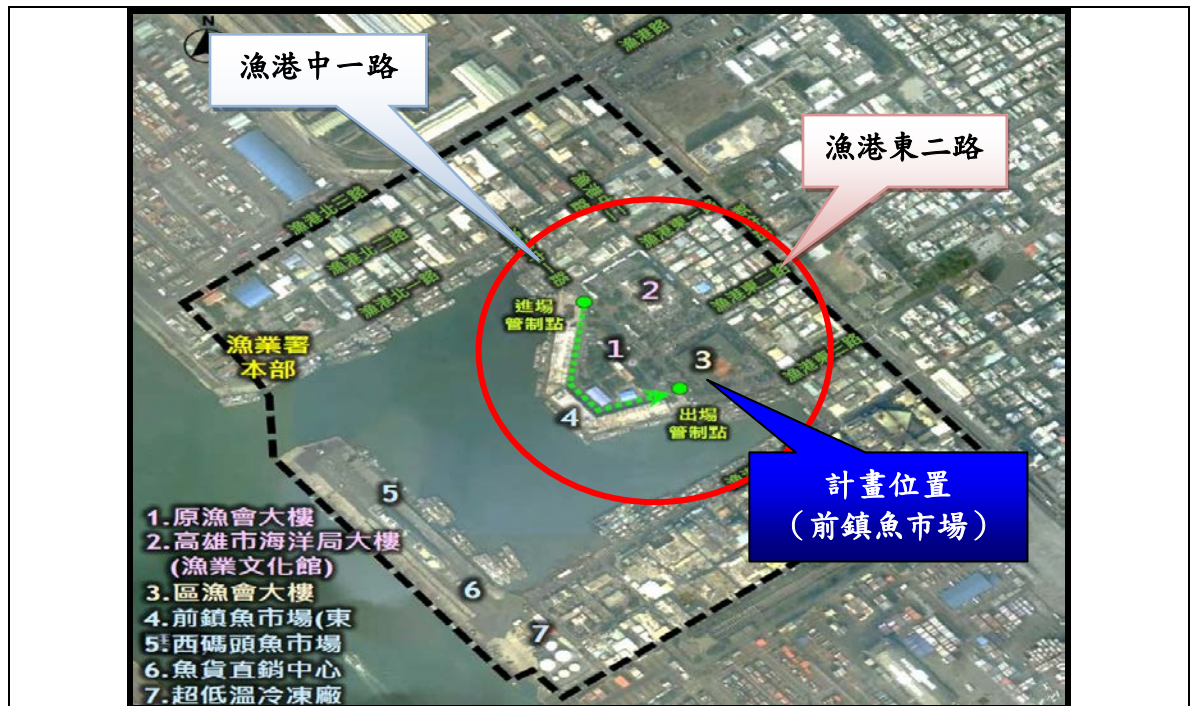 N
漁港路
漁港中一路
漁港東二路
漁港北三路
漁港北二路
漁港北一路
漁港東一路
漁港東二路
漁港東三路
進場
管制點
2
1
3
漁業署
本部
4
出場
管制點
5
6
7
計畫位置
（前鎮魚市場）
1.原漁會大樓
2.高雄市海洋局大樓
(漁業文化館)
3.區漁會大樓
4.前鎮魚市場(東
5.西碼頭魚市場
6.魚貨直銷中心
7.超低溫冷凍廠